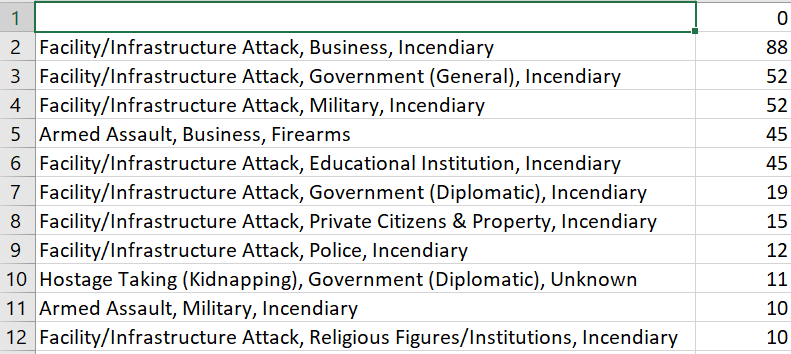 1 0
2 Facility/Infrastructure Attack, Business, Incendiary 88
3 Facility/Infrastructure Attack, Government (General), Incendiary 52
4 Facility/Infrastructure Attack, Military, Incendiary 52
5 Armed Assault, Business, Firearms 45
6 Facility/Infrastructure Attack, Educational Institution, Incendiary 45
7 Facility/Infrastructure Attack, Government (Diplomatic), Incendiary 19
8 Facility/Infrastructure Attack, Private Citizens & Property, Incendiary 15
9 Facility/Infrastructure Attack, Police, Incendiary 12
10 Hostage Taking (Kidnapping), Government (Diplomatic), Unknown 11
11 Armed Assault, Military, Incendiary 10
12 Facility/Infrastructure Attack, Religious Figures/Institutions, Incendiary 10